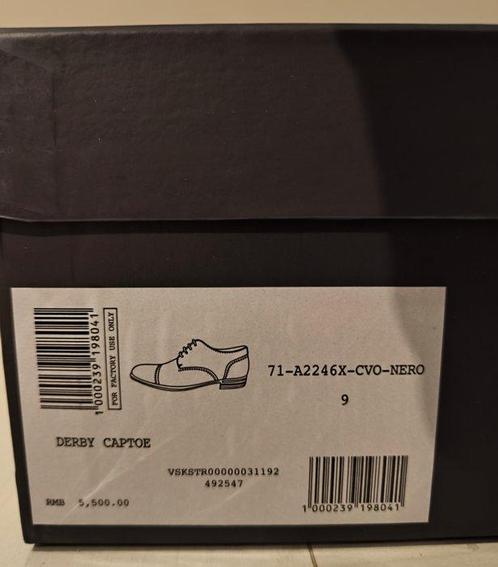 1000239198041
FOR FACTORY USE ONLY
71-A2246X-CVO-NERO
9
DERBY CAPTOE
VSKSTR00000031192
492547
RMB 5,500.00
1000239198041